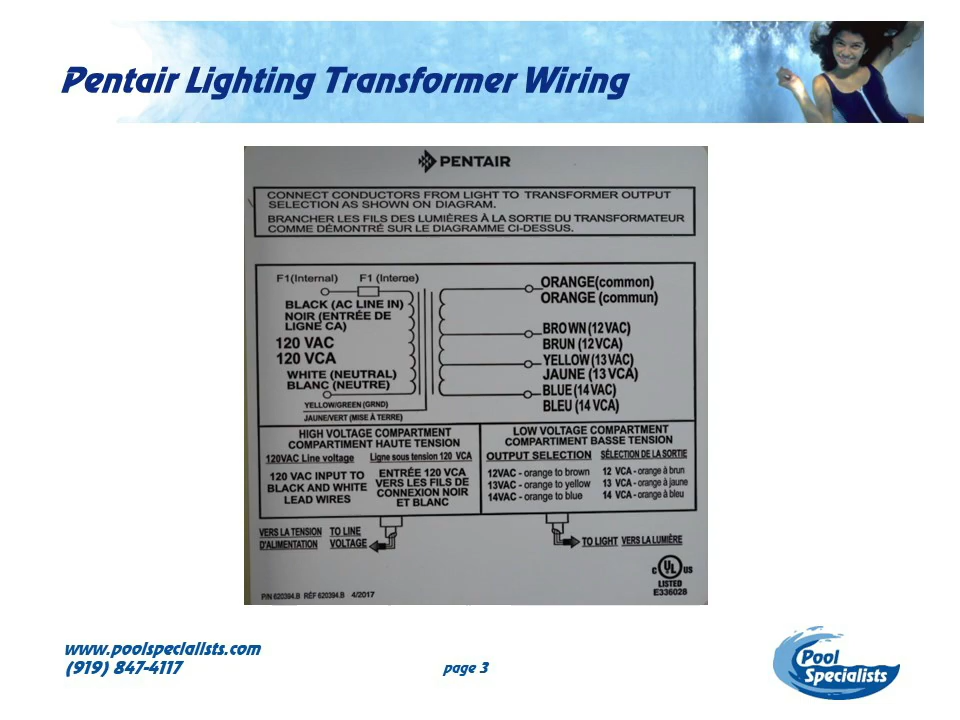 Pentair Lighting Transformer Wiring
PENTAIR
CONNECT CONDUCTORS FROM LIGHT TO TRANSFORMER OUTPUT
SELECTION AS SHOWN ON DIAGRAM.
BRANCHER LES FILS DES LUMIÈRES À LA SORTIE DU TRANSFORMATEUR
COMME DÉMONTRÉ SUR LE DIAGRAMME CI-DESSUS.
F1(Internal) F1 (Interne)
BLACK (AC LINE IN)
NOIR (ENTRÉE DE
LIGNE CA)
120 VAC
120 VCA
WHITE (NEUTRAL)
BLANC (NEUTRE)
YELLOW/GREEN (GRND)
JAUNE/VERT (MISE À TERRE)
ORANGE(common)
ORANGE (commun)
BROWN (12 VAC)
BRUN (12 VCA)
YELLOW (13 VAC)
JAUNE (13 VCA)
BLUE (14 VAC)
BLEU (14 VCA)
HIGH VOLTAGE COMPARTMENT
COMPARTIMENT HAUTE TENSION
120VAC Line voltage Ligne sous tension 120 VCA
120 VAC INPUT TO
BLACK AND WHITE
LEAD WIRES
ENTRÉE 120 VCA
VERS LES FILS DE
CONNEXION NOIR
ET BLANC
LOW VOLTAGE COMPARTMENT
COMPARTIMENT BASSE TENSION
OUTPUT SELECTION SÉLECTION DE LA SORTIE
12VAC - orange to brown 12 VCA - orange à brun
13VAC - orange to yellow 13 VCA - orange à jaune
14VAC - orange to blue 14 VCA - orange à bleu
VERS LA TENSION TO LINE
D'ALIMENTATION VOLTAGE
TO LIGHT VERS LA LUMIÈRE
C UL US
LISTED
E336028
P/N 620394.B RÉF 620394.B 4/2017
www.poolspecialists.com
(919) 847-4117
page 3
Pool
Specialists